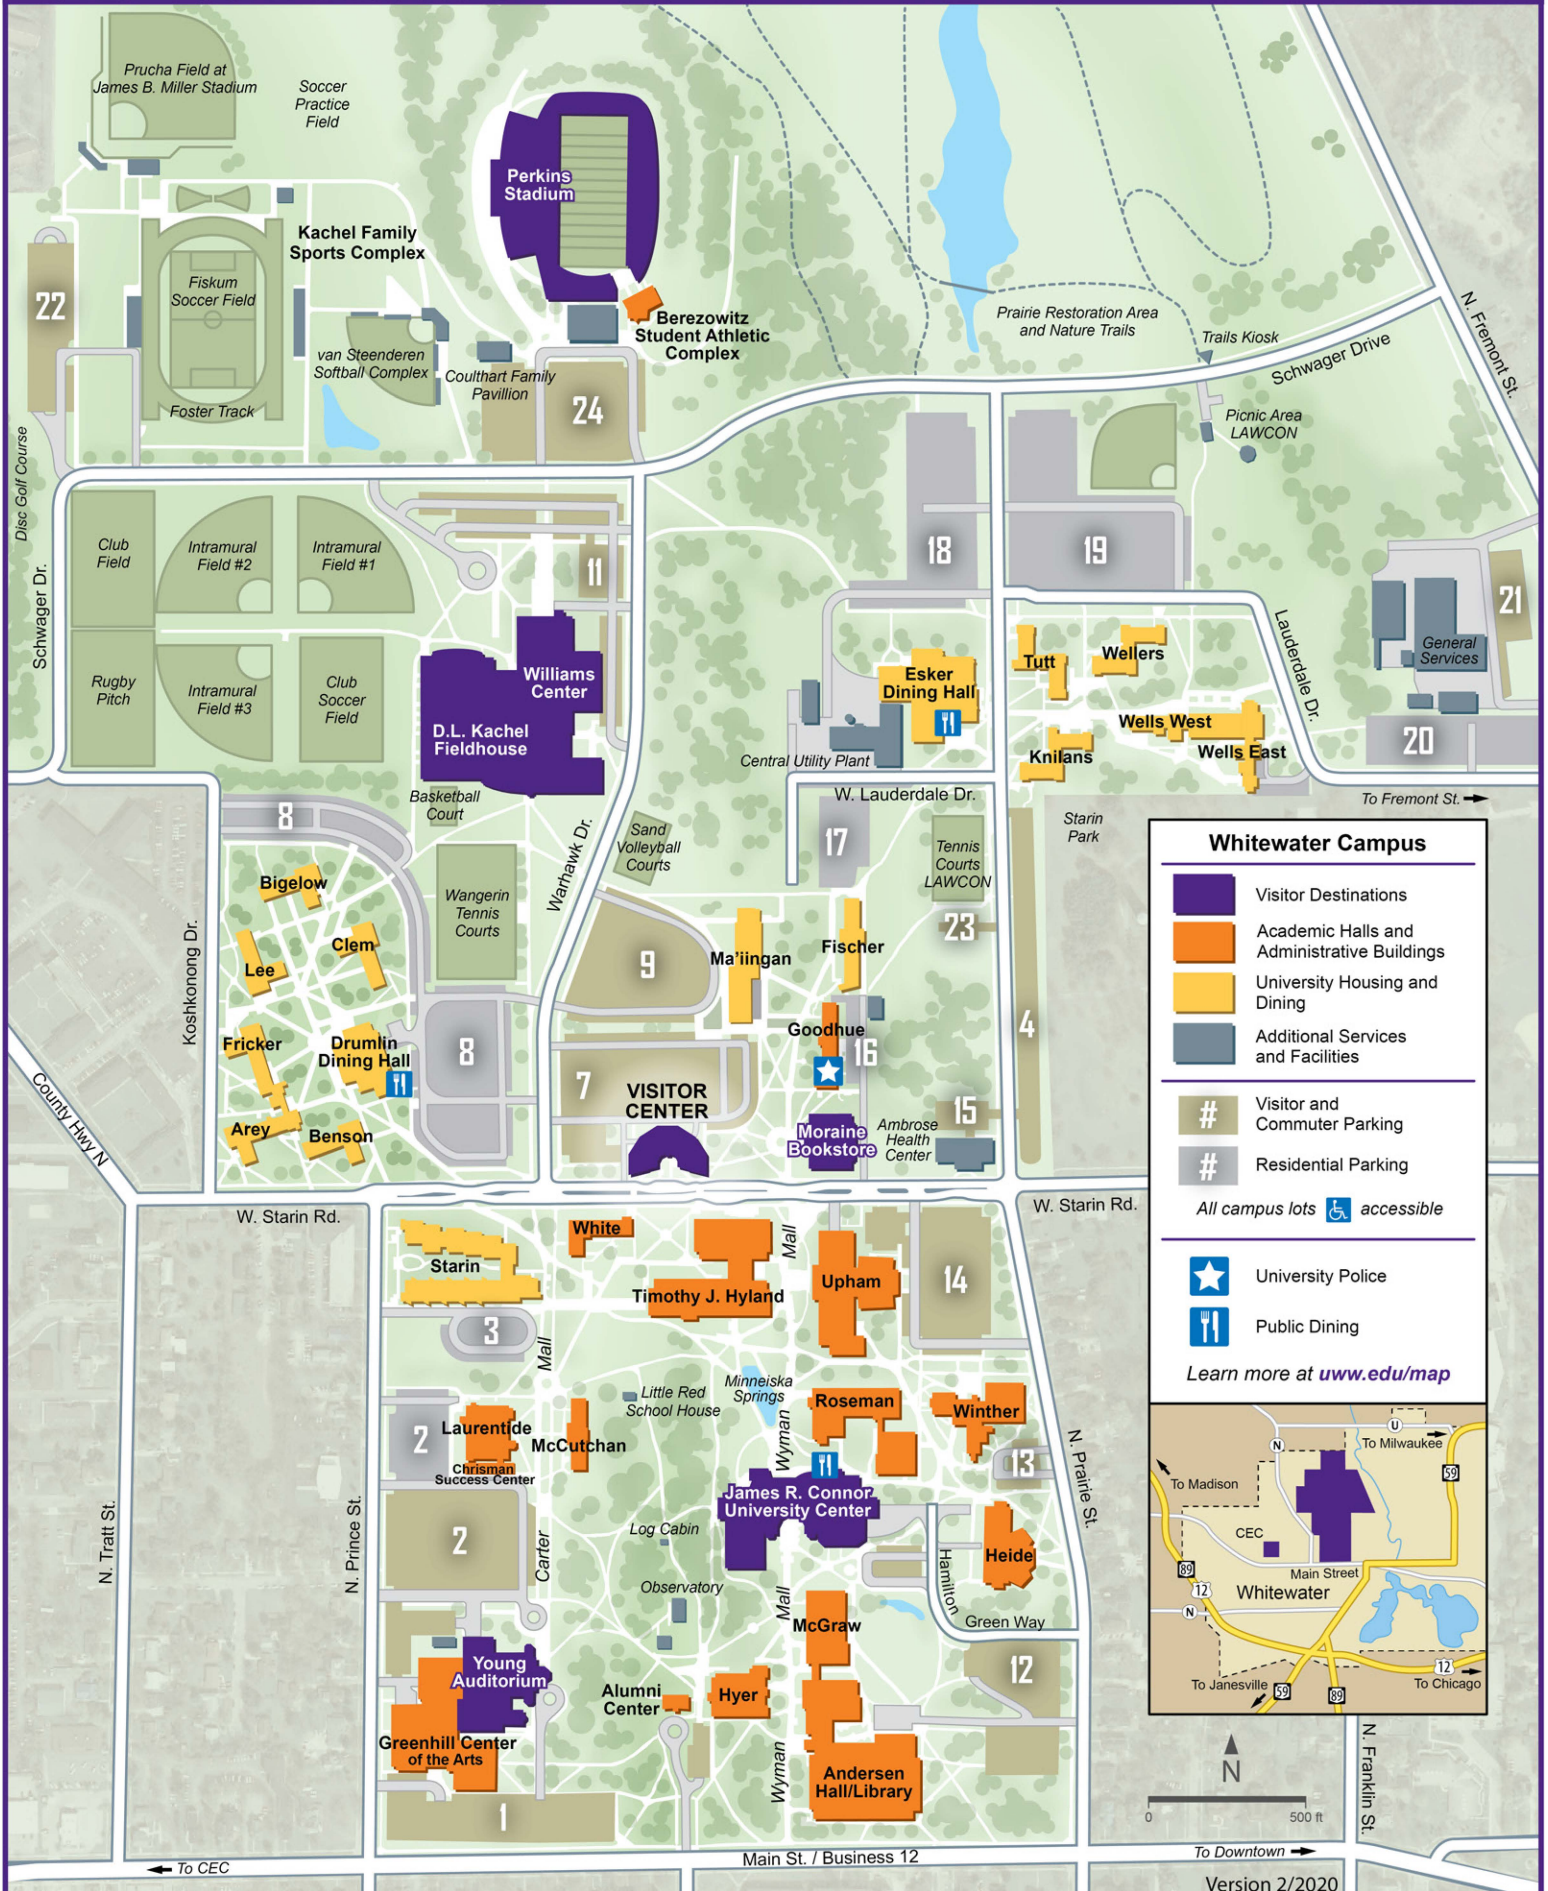 Prucha Field at
James B. Miller Stadium
Soccer
Practice
Field
Perkins
Stadium
Kachel Family
Sports Complex
22
Fiskum
Soccer Field
Berezowitz
Student Athletic
Complex
van Steenderen
Softball Complex
Coulthart Family
Pavillion
Foster Track
24
Prairie Restoration Area
and Nature Trails
Trails Kiosk
Schwager Drive
N. Fremont St.
Picnic Area
LAWCON
Disc Golf Course
Schwager Dr.
Club
Field
Intramural
Field #2
Intramural
Field #1
11
18
19
21
General
Services
Rugby
Pitch
Intramural
Field #3
Club
Soccer
Field
Williams
Center
D.L. Kachel
Fieldhouse
Esker
Dining Hall
Tutt
Wellers
Lauderdale Dr.
Wells West
Wells East
Knilans
20
Central Utility Plant
W. Lauderdale Dr.
To Fremont St.
Basketball
Court
8
Warhawk Dr.
Sand
Volleyball
Courts
17
Tennis
Courts
LAWCON
Starin
Park
Bigelow
Wangerin
Tennis
Courts
Koshkonong Dr.
Clem
Lee
9
Ma'iingan
Fischer
23
4
Fricker
Drumlin
Dining Hall
8
7
VISITOR
CENTER
Goodhue
16
15
Arey
Benson
Moraine
Bookstore
Ambrose
Health
Center
County Hwy N
W. Starin Rd.
W. Starin Rd.
Starin
White
Timothy J. Hyland
Mall
Upham
14
3
Mall
Little Red
School House
Minneiska
Springs
Wyman
Roseman
Winther
2
Laurentide
Chrisman
Success Center
McCutchan
13
N. Prairie St.
James R. Connor
University Center
N. Tratt St.
N. Prince St.
2
Carter
Log Cabin
Observatory
Mall
Hamilton
Heide
Green Way
McGraw
12
Young
Auditorium
Alumni
Center
Hyer
Greenhill Center
of the Arts
Wyman
Andersen
Hall/Library
1
To CEC
Main St. / Business 12
To Downtown
N. Franklin St.
Whitewater Campus
Visitor Destinations
Academic Halls and
Administrative Buildings
University Housing and
Dining
Additional Services
and Facilities
# Visitor and
Commuter Parking
# Residential Parking
All campus lots accessible
University Police
Public Dining
Learn more at uww.edu/map
U
N
To Milwaukee
59
To Madison
CEC
Main Street
89
12
Whitewater
N
12
To Janesville
59
89
To Chicago
N
0 500 ft
Version 2/2020